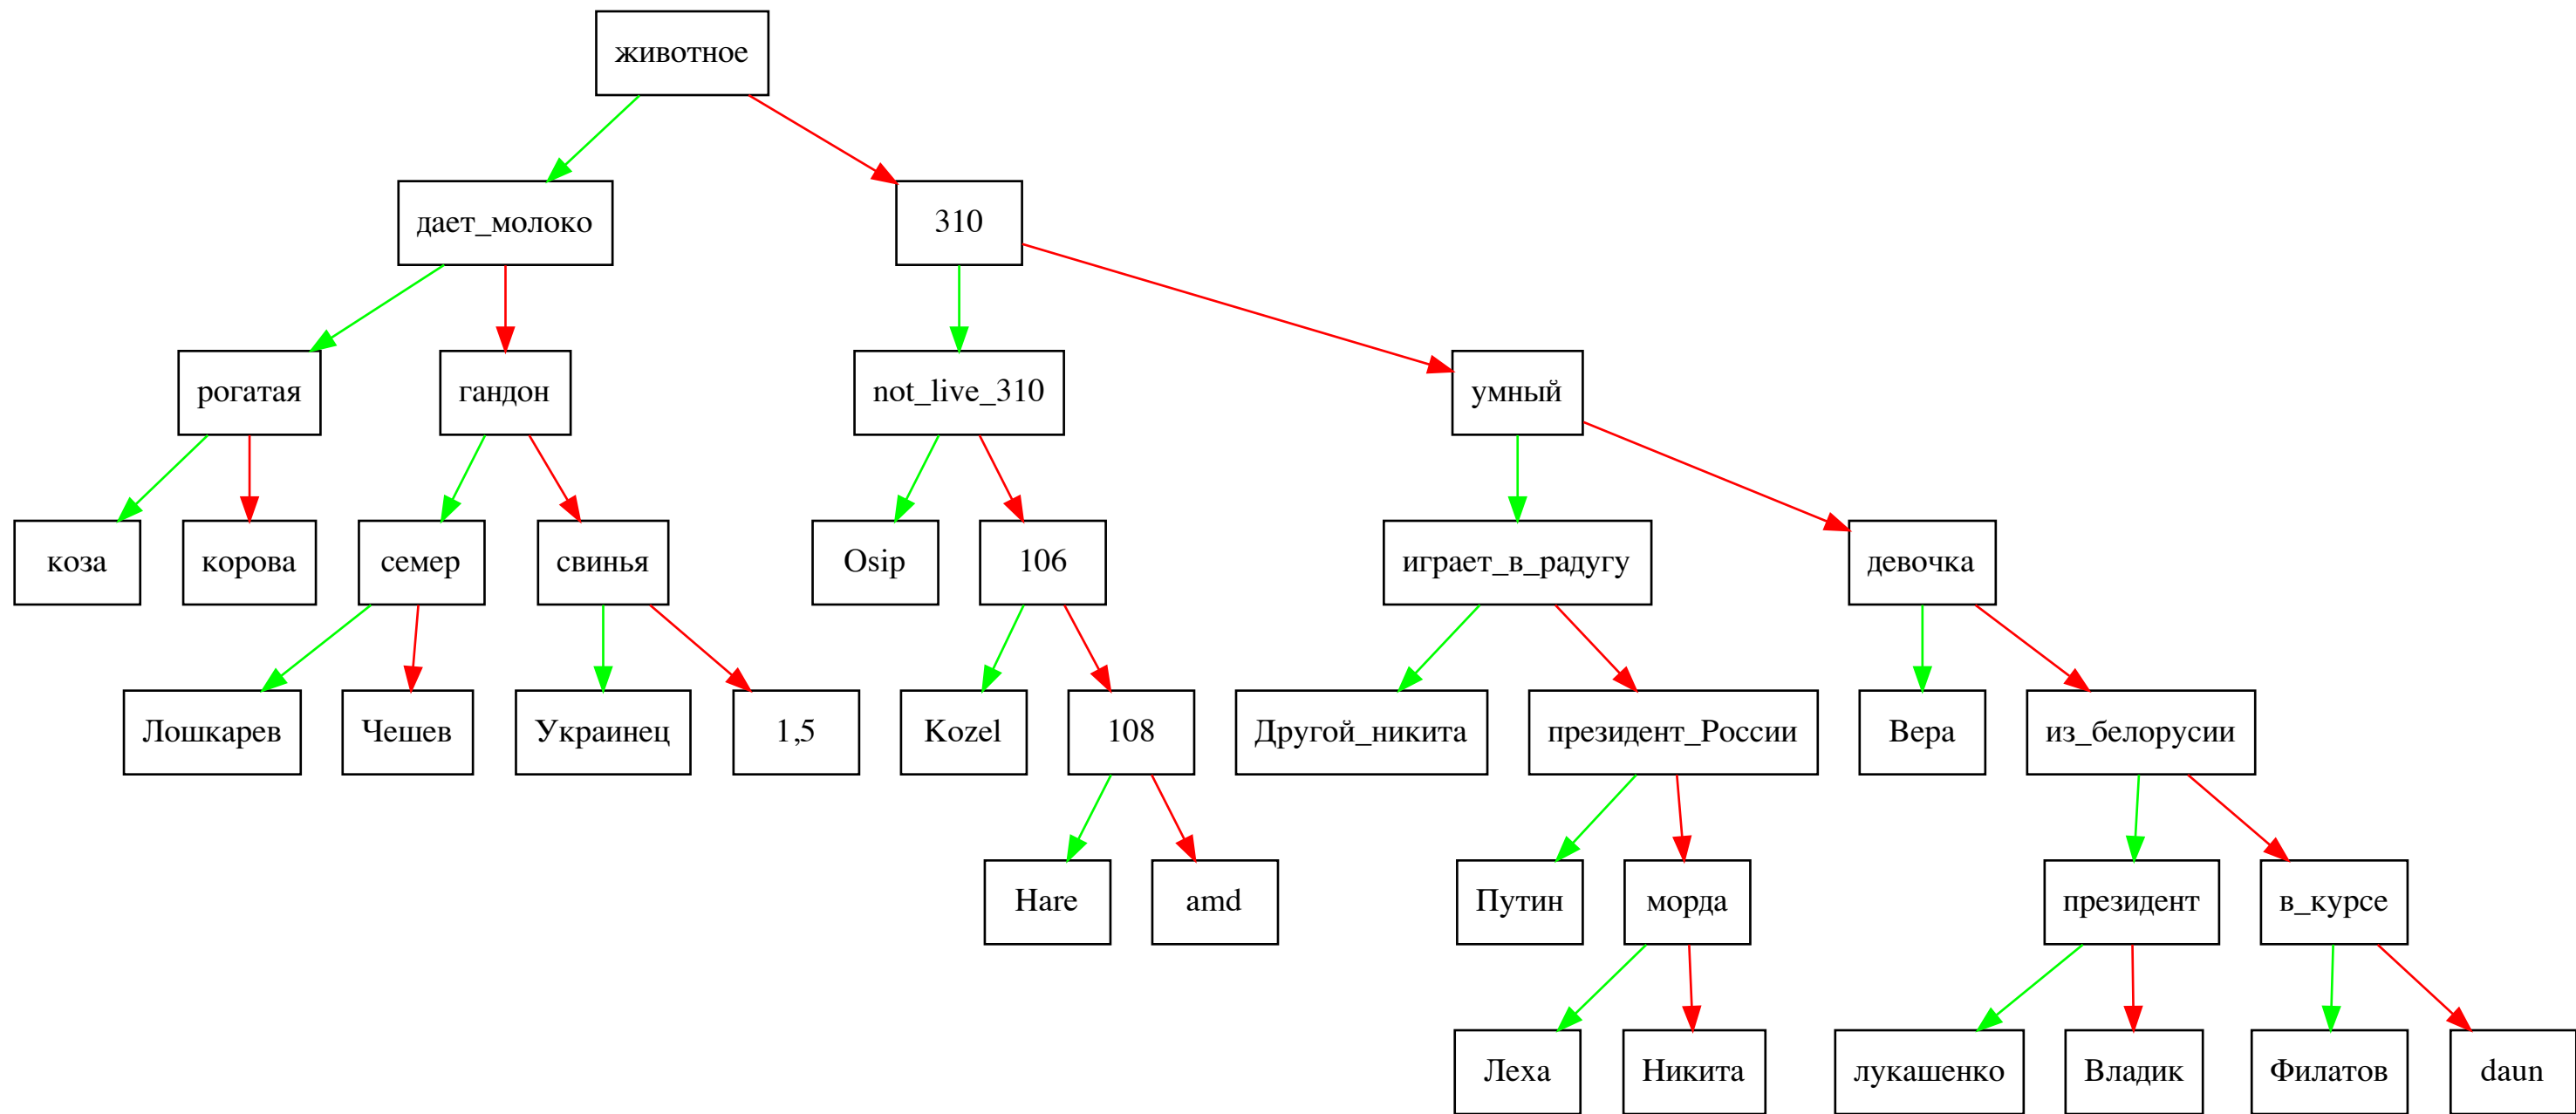 животное
дает_молоко
310
рогатая
гандон
not_live_310
умный
коза
корова
семер
свинья
Osip
106
играет_в_радугу
девочка
Лошкарев
Чешев
Украинец
1,5
Kozel
108
Другой_никита
президент_России
Вера
из_белорусии
Hare
amd
Путин
морда
президент
в_курсе
Леха
Никита
лукашенко
Владик
Филатов
daun